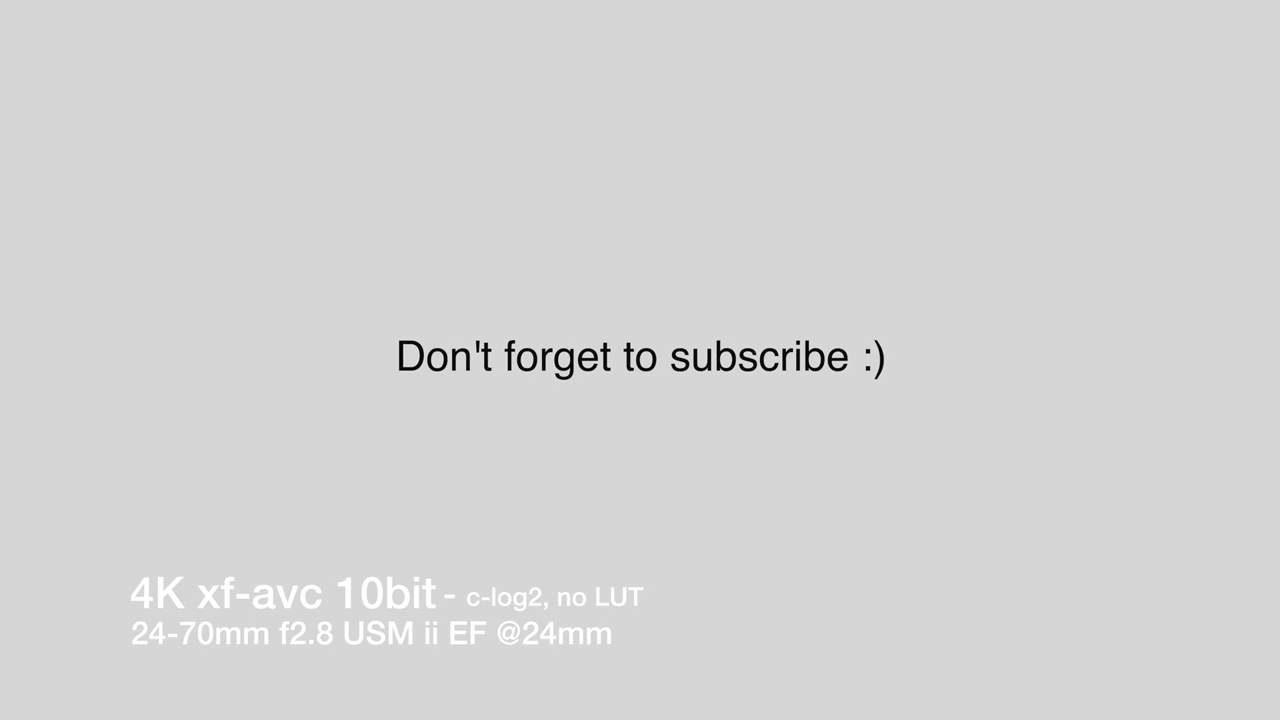 Don't forget to subscribe :)
4K xf-avc 10bit - c-log2, no LUT
24-70mm f2.8 USM ii EF @24mm